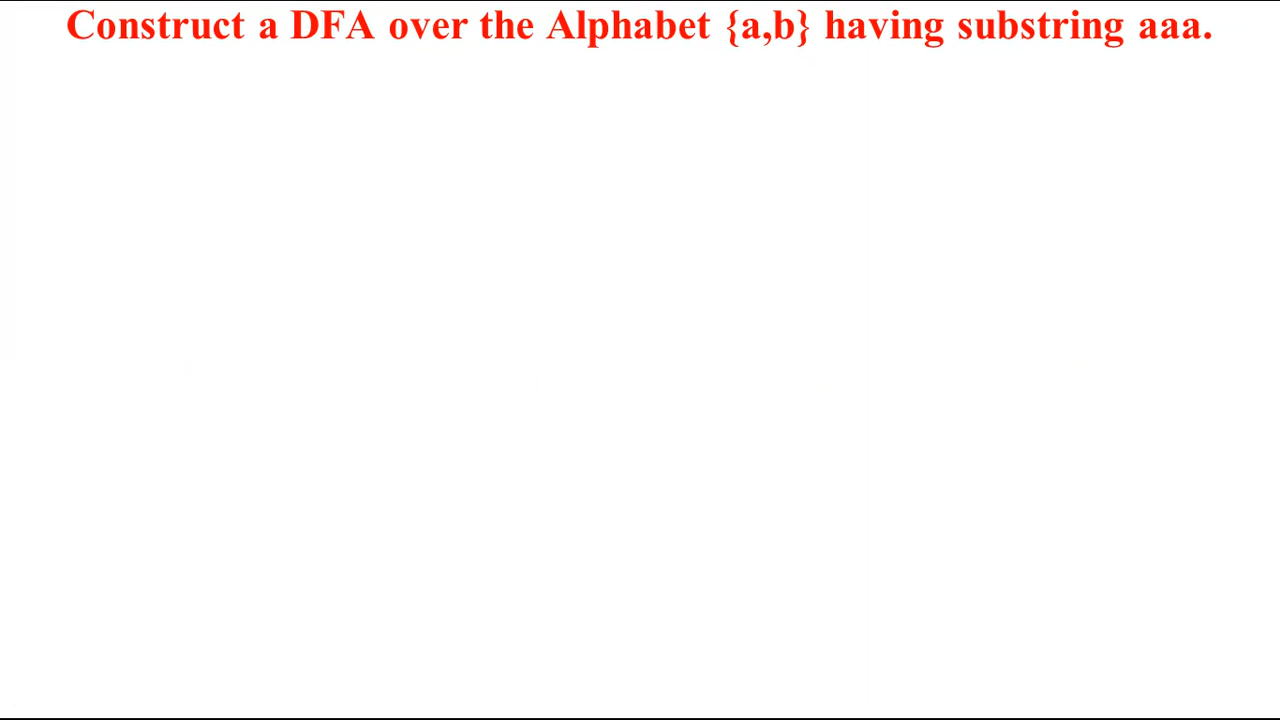 Construct a DFA over the Alphabet {a,b} having substring aaa.